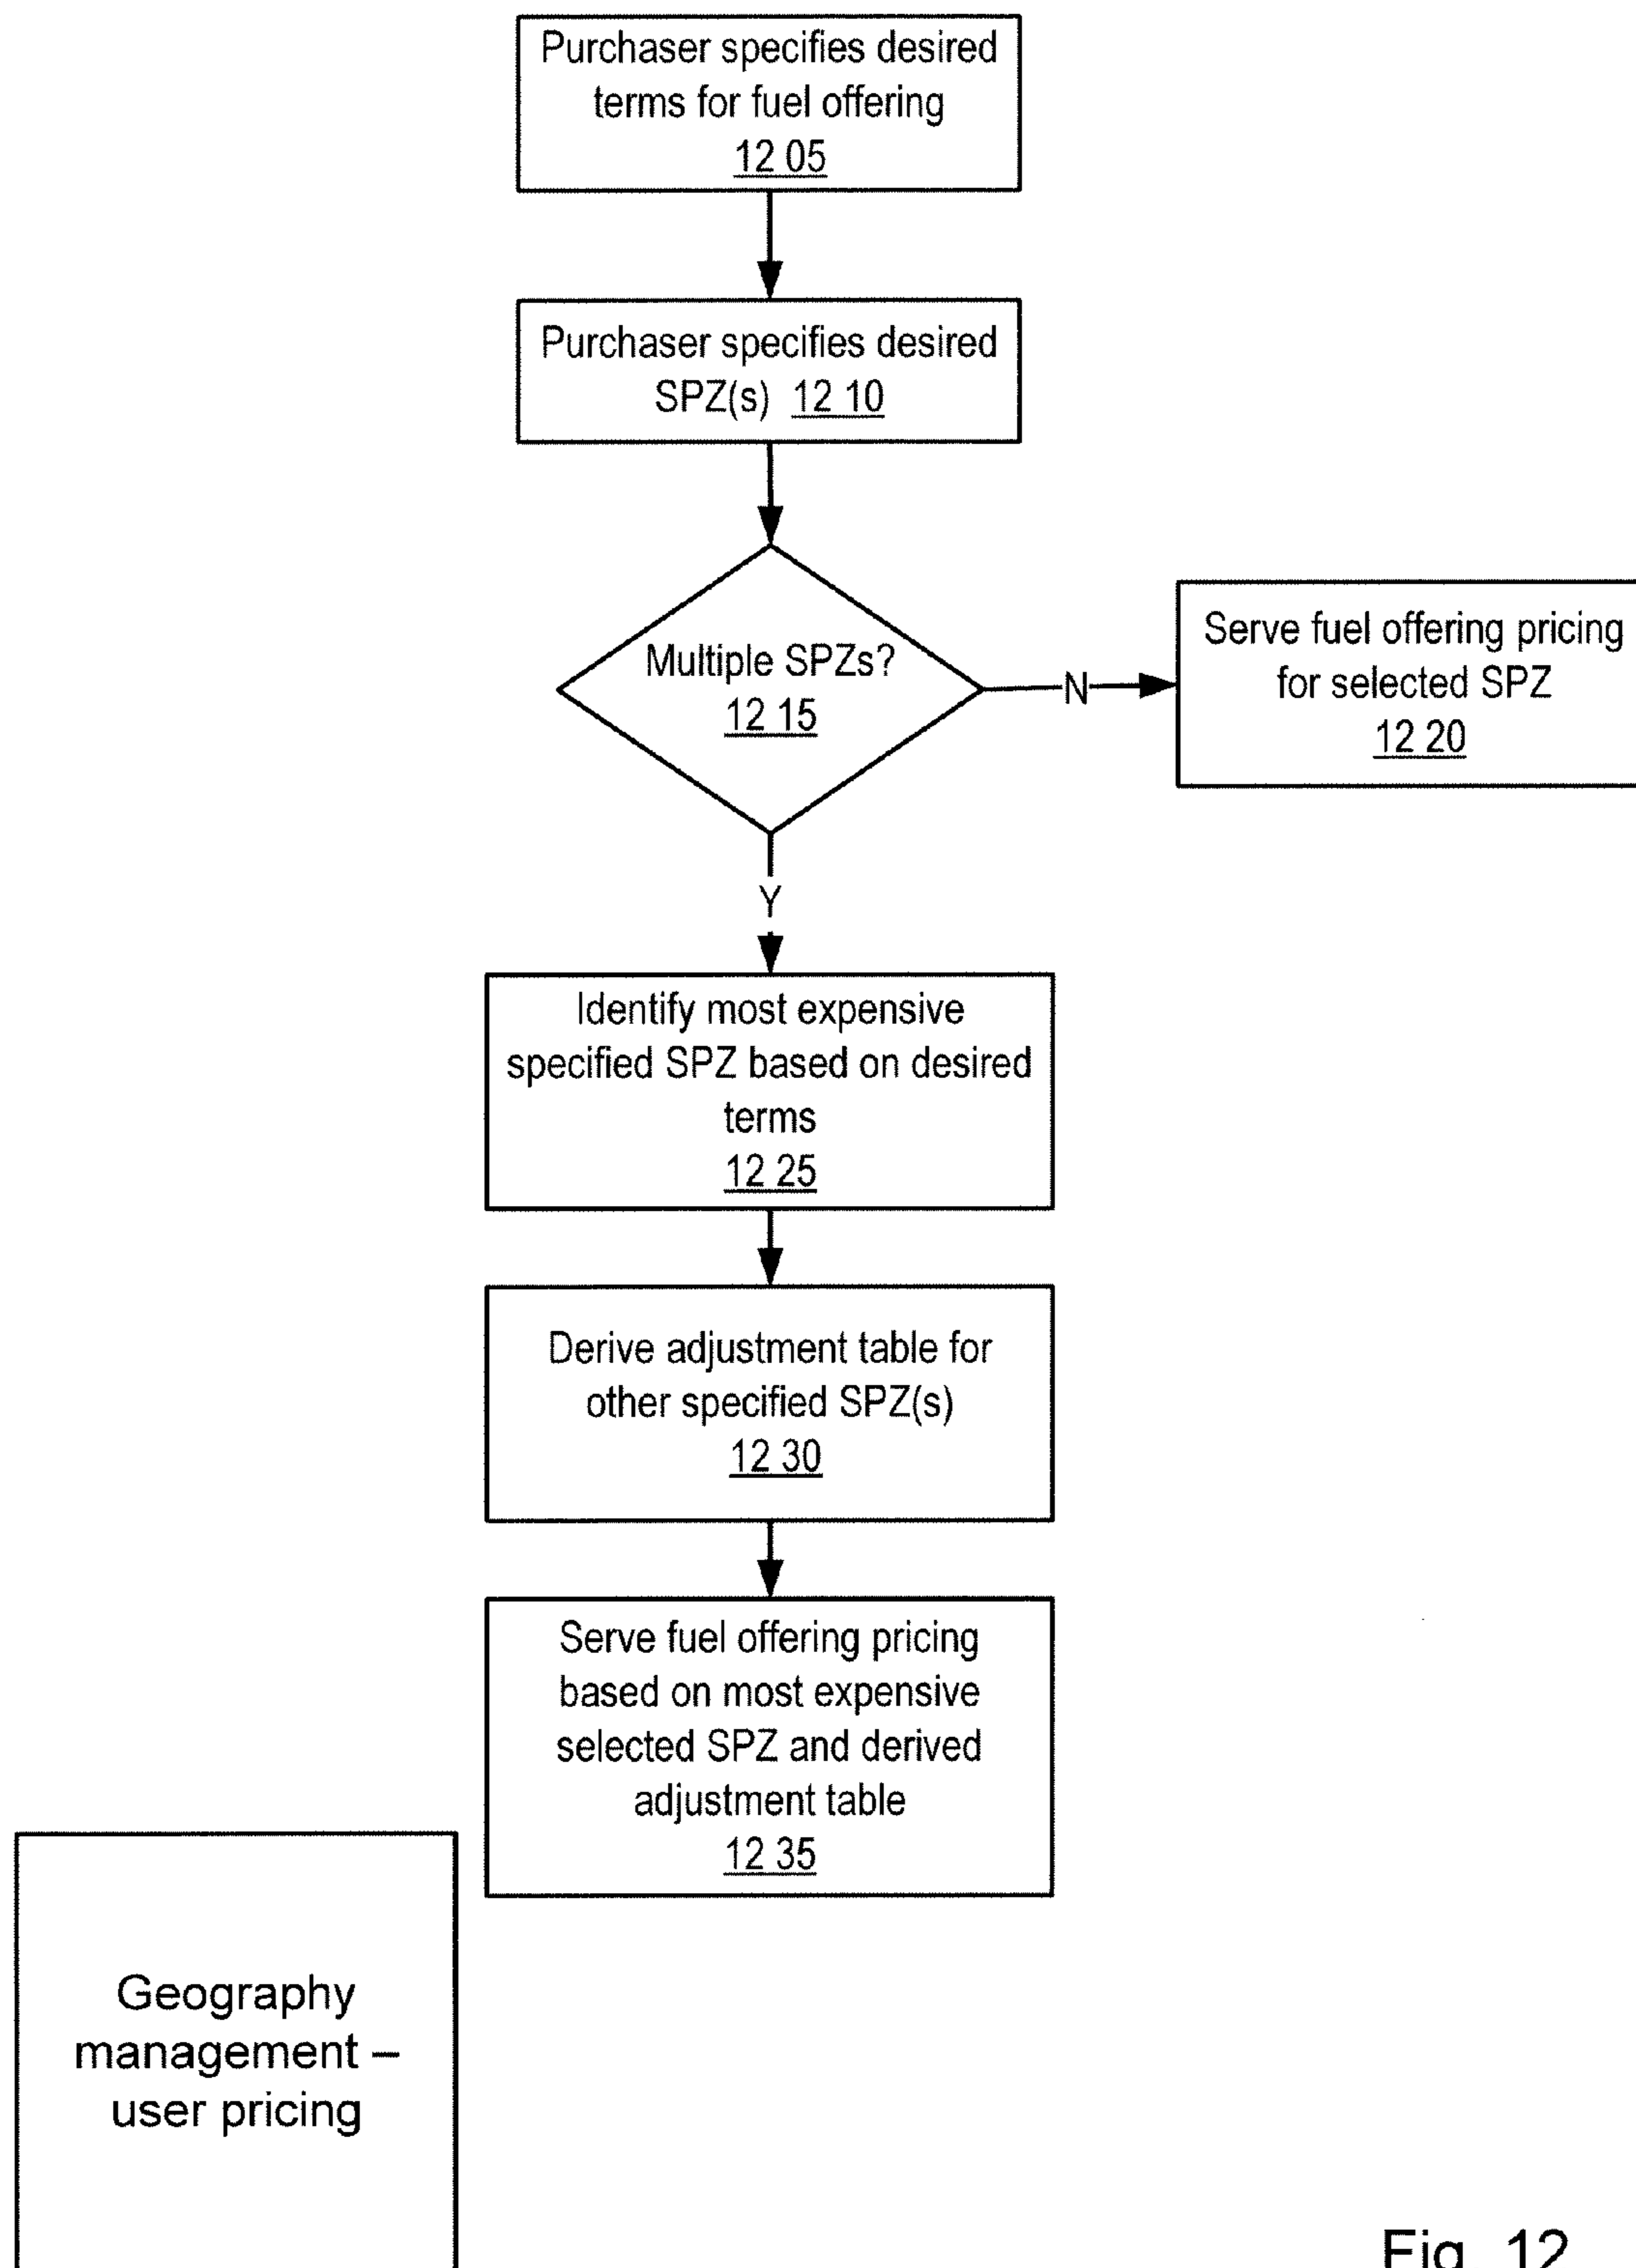 Purchaser specifies desired
terms for fuel offering
12 05
Purchaser specifies desired
SPZ(s) 12 10
Multiple SPZs?
12 15
N
Serve fuel offering pricing
for selected SPZ
12 20
Y
Identify most expensive
specified SPZ based on desired
terms
12 25
Derive adjustment table for
other specified SPZ(s)
12 30
Serve fuel offering pricing
based on most expensive
selected SPZ and derived
adjustment table
12 35
Geography
management –
user pricing
Fig. 12